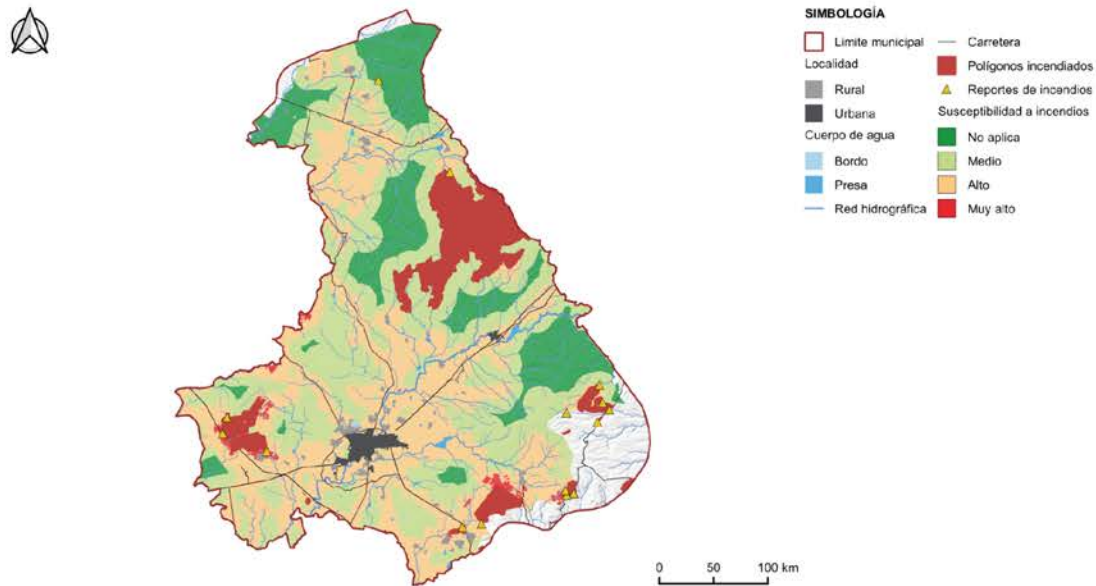 SIMBOLOGÍA
Límite municipal
Localidad
Rural
Urbana
Cuerpo de agua
Bordo
Presa
Red hidrográfica
Carretera
Polígonos incendiados
Reportes de incendios
Susceptibilidad a incendios
No aplica
Medio
Alto
Muy alto
0 50 100 km